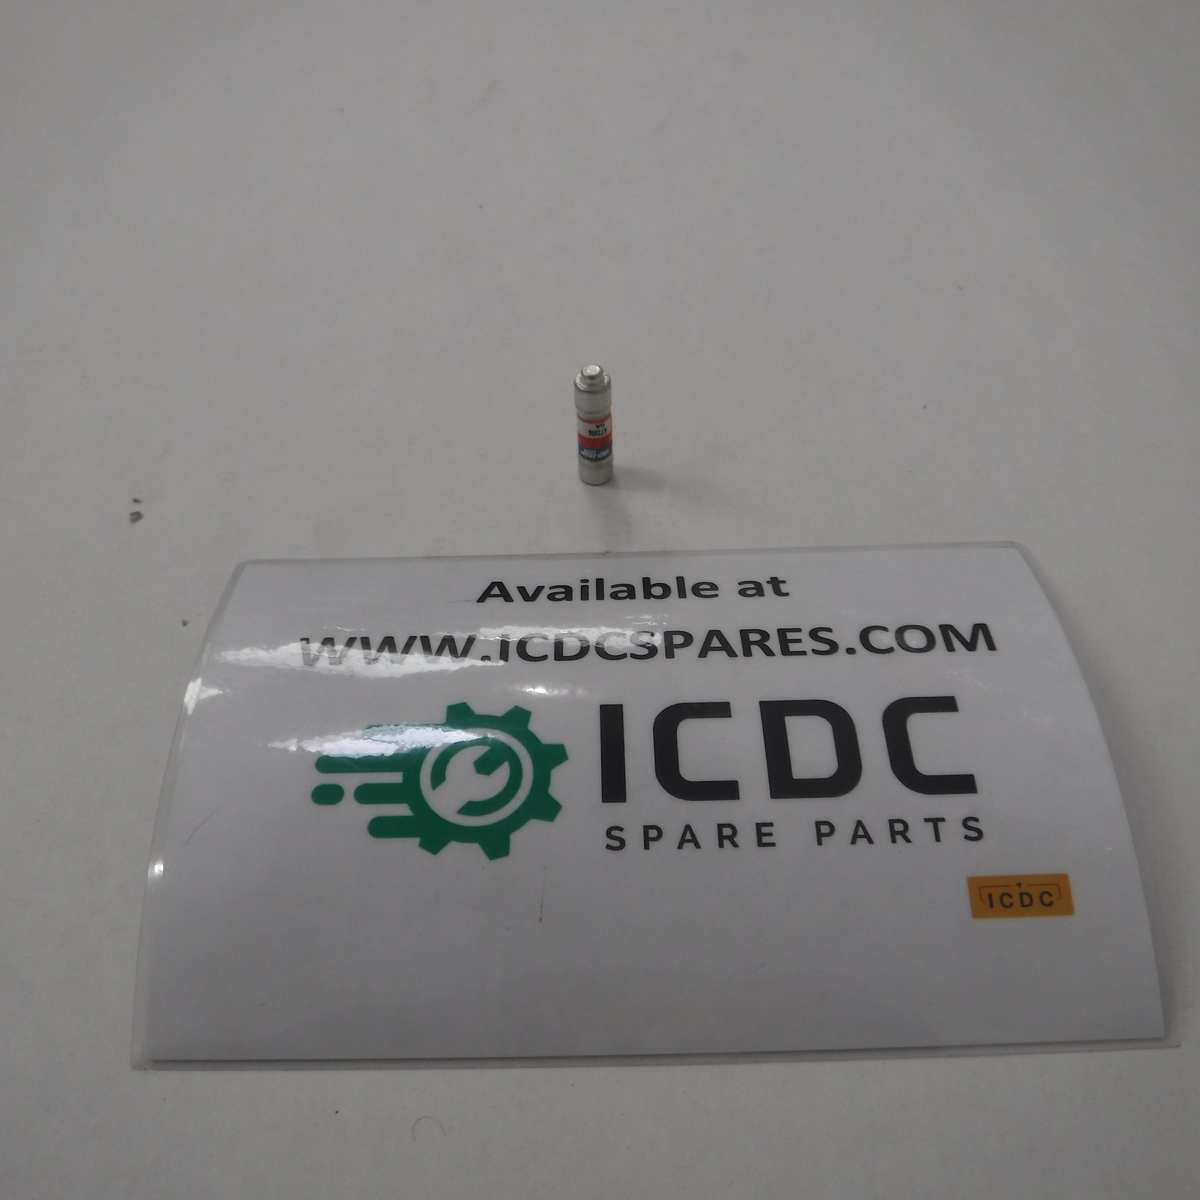 Available at
WWW.ICDCSPARES.COM
ICDC
SPARE PARTS
ICDC